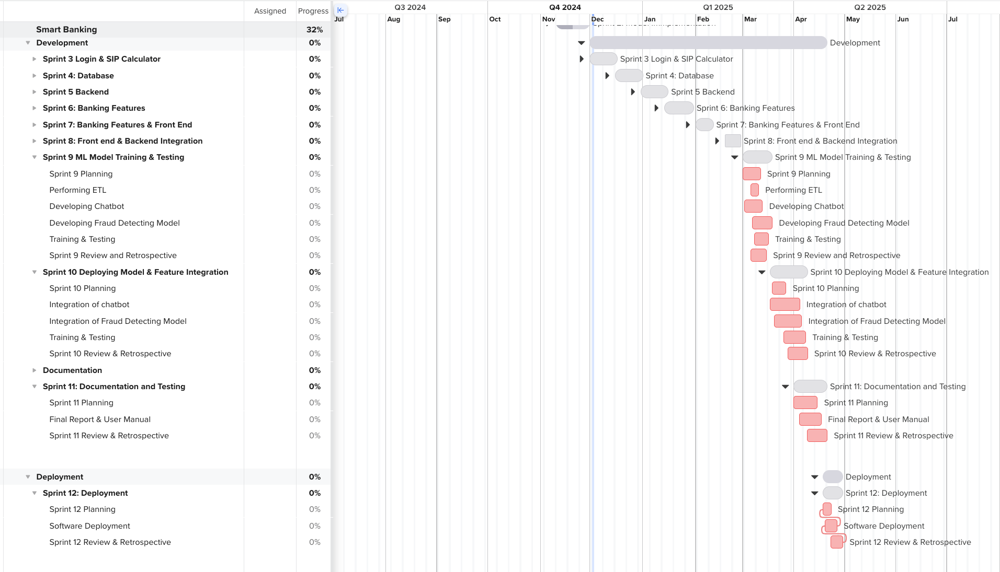 Assigned Progress Q3 2024 Q4 2024 Q1 2025 Q2 2025
Jul Aug Sep Oct Nov Dec Jan Feb Mar Apr May Jun Jul
Smart Banking 32%
Development 0% Development
Sprint 3 Login & SIP Calculator 0% Sprint 3 Login & SIP Calculator
Sprint 4: Database 0% Sprint 4: Database
Sprint 5 Backend 0% Sprint 5 Backend
Sprint 6: Banking Features 0% Sprint 6: Banking Features
Sprint 7: Banking Features & Front End 0% Sprint 7: Banking Features & Front End
Sprint 8: Front end & Backend Integration 0% Sprint 8: Front end & Backend Integration
Sprint 9 ML Model Training & Testing 0% Sprint 9 ML Model Training & Testing
Sprint 9 Planning 0% Sprint 9 Planning
Performing ETL 0% Performing ETL
Developing Chatbot 0% Developing Chatbot
Developing Fraud Detecting Model 0% Developing Fraud Detecting Model
Training & Testing 0% Training & Testing
Sprint 9 Review and Retrospective 0% Sprint 9 Review and Retrospective
Sprint 10 Deploying Model & Feature Integration 0% Sprint 10 Deploying Model & Feature Integration
Sprint 10 Planning 0% Sprint 10 Planning
Integration of chatbot 0% Integration of chatbot
Integration of Fraud Detecting Model 0% Integration of Fraud Detecting Model
Training & Testing 0% Training & Testing
Sprint 10 Review & Retrospective 0% Sprint 10 Review & Retrospective
Documentation 0%
Sprint 11: Documentation and Testing 0% Sprint 11: Documentation and Testing
Sprint 11 Planning 0% Sprint 11 Planning
Final Report & User Manual 0% Final Report & User Manual
Sprint 11 Review & Retrospective 0% Sprint 11 Review & Retrospective
Deployment 0% Deployment
Sprint 12: Deployment 0% Sprint 12: Deployment
Sprint 12 Planning 0% Sprint 12 Planning
Software Deployment 0% Software Deployment
Sprint 12 Review & Retrospective 0% Sprint 12 Review & Retrospective